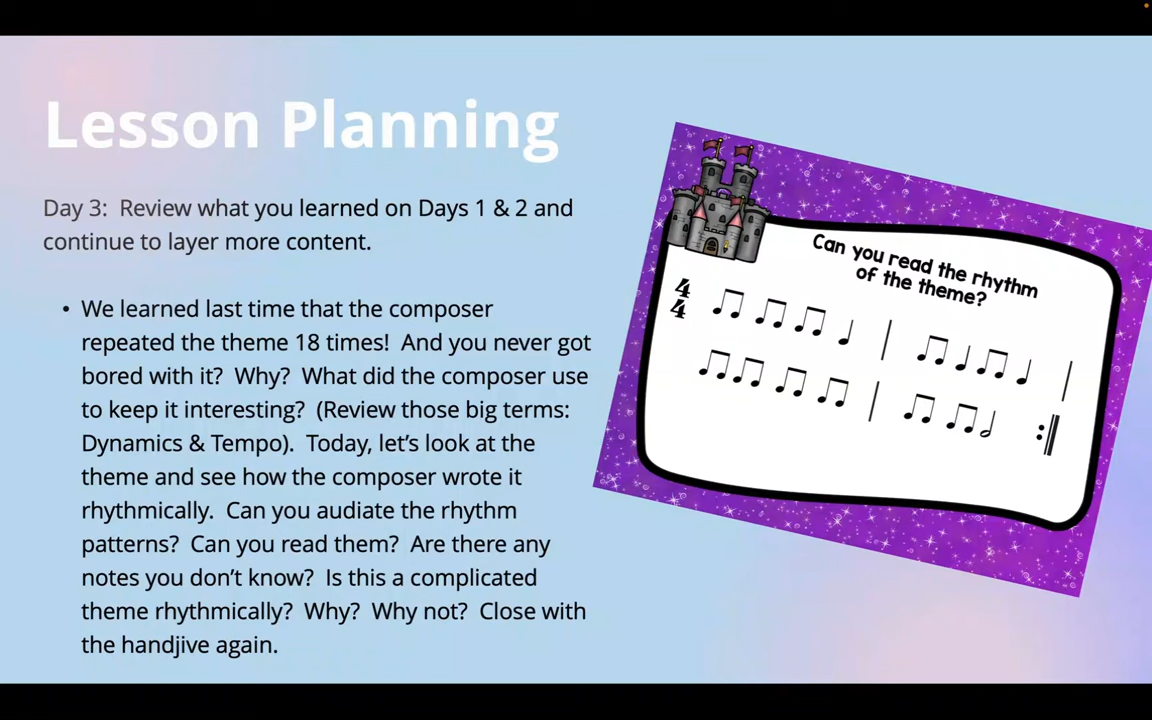 Lesson Planning
Day 3:  Review what you learned on Days 1 & 2 and
continue to layer more content.
• We learned last time that the composer
repeated the theme 18 times!  And you never got
bored with it?  Why?  What did the composer use
to keep it interesting?  (Review those big terms:
Dynamics & Tempo).  Today, let’s look at the
theme and see how the composer wrote it
rhythmically.  Can you audiate the rhythm
patterns?  Can you read them?  Are there any
notes you don’t know?  Is this a complicated
theme rhythmically?  Why?  Why not?  Close with
the handjive again.
Can you read the rhythm
of the theme?
4
4